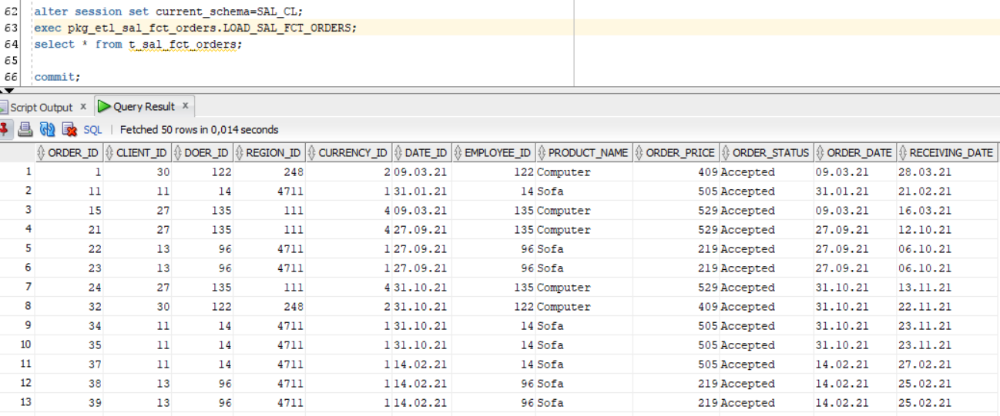 62 alter session set current_schema=SAL_CL;
63 exec pkg_etl_sal_fct_orders.LOAD_SAL_FCT_ORDERS;
64 select * from t_sal_fct_orders;
65
66 commit;
Script Output x Query Result x
SQL | Fetched 50 rows in 0,014 seconds
ORDER_ID CLIENT_ID DOER_ID REGION_ID CURRENCY_ID DATE_ID EMPLOYEE_ID PRODUCT_NAME ORDER_PRICE ORDER_STATUS ORDER_DATE RECEIVING_DATE
1 1 30 122 248 2 09.03.21 122 Computer 409 Accepted 09.03.21 28.03.21
2 11 11 14 4711 1 31.01.21 14 Sofa 505 Accepted 31.01.21 21.02.21
3 15 27 135 111 4 09.03.21 135 Computer 529 Accepted 09.03.21 16.03.21
4 21 27 135 111 4 27.09.21 135 Computer 529 Accepted 27.09.21 12.10.21
5 22 13 96 4711 1 27.09.21 96 Sofa 219 Accepted 27.09.21 06.10.21
6 23 13 96 4711 1 27.09.21 96 Sofa 219 Accepted 27.09.21 06.10.21
7 24 27 135 111 4 31.10.21 135 Computer 529 Accepted 31.10.21 13.11.21
8 32 30 122 248 2 31.10.21 122 Computer 409 Accepted 31.10.21 22.11.21
9 34 11 14 4711 1 31.10.21 14 Sofa 505 Accepted 31.10.21 23.11.21
10 35 11 14 4711 1 31.10.21 14 Sofa 505 Accepted 31.10.21 23.11.21
11 37 11 14 4711 1 14.02.21 14 Sofa 505 Accepted 14.02.21 27.02.21
12 38 13 96 4711 1 14.02.21 96 Sofa 219 Accepted 14.02.21 25.02.21
13 39 13 96 4711 1 14.02.21 96 Sofa 219 Accepted 14.02.21 25.02.21